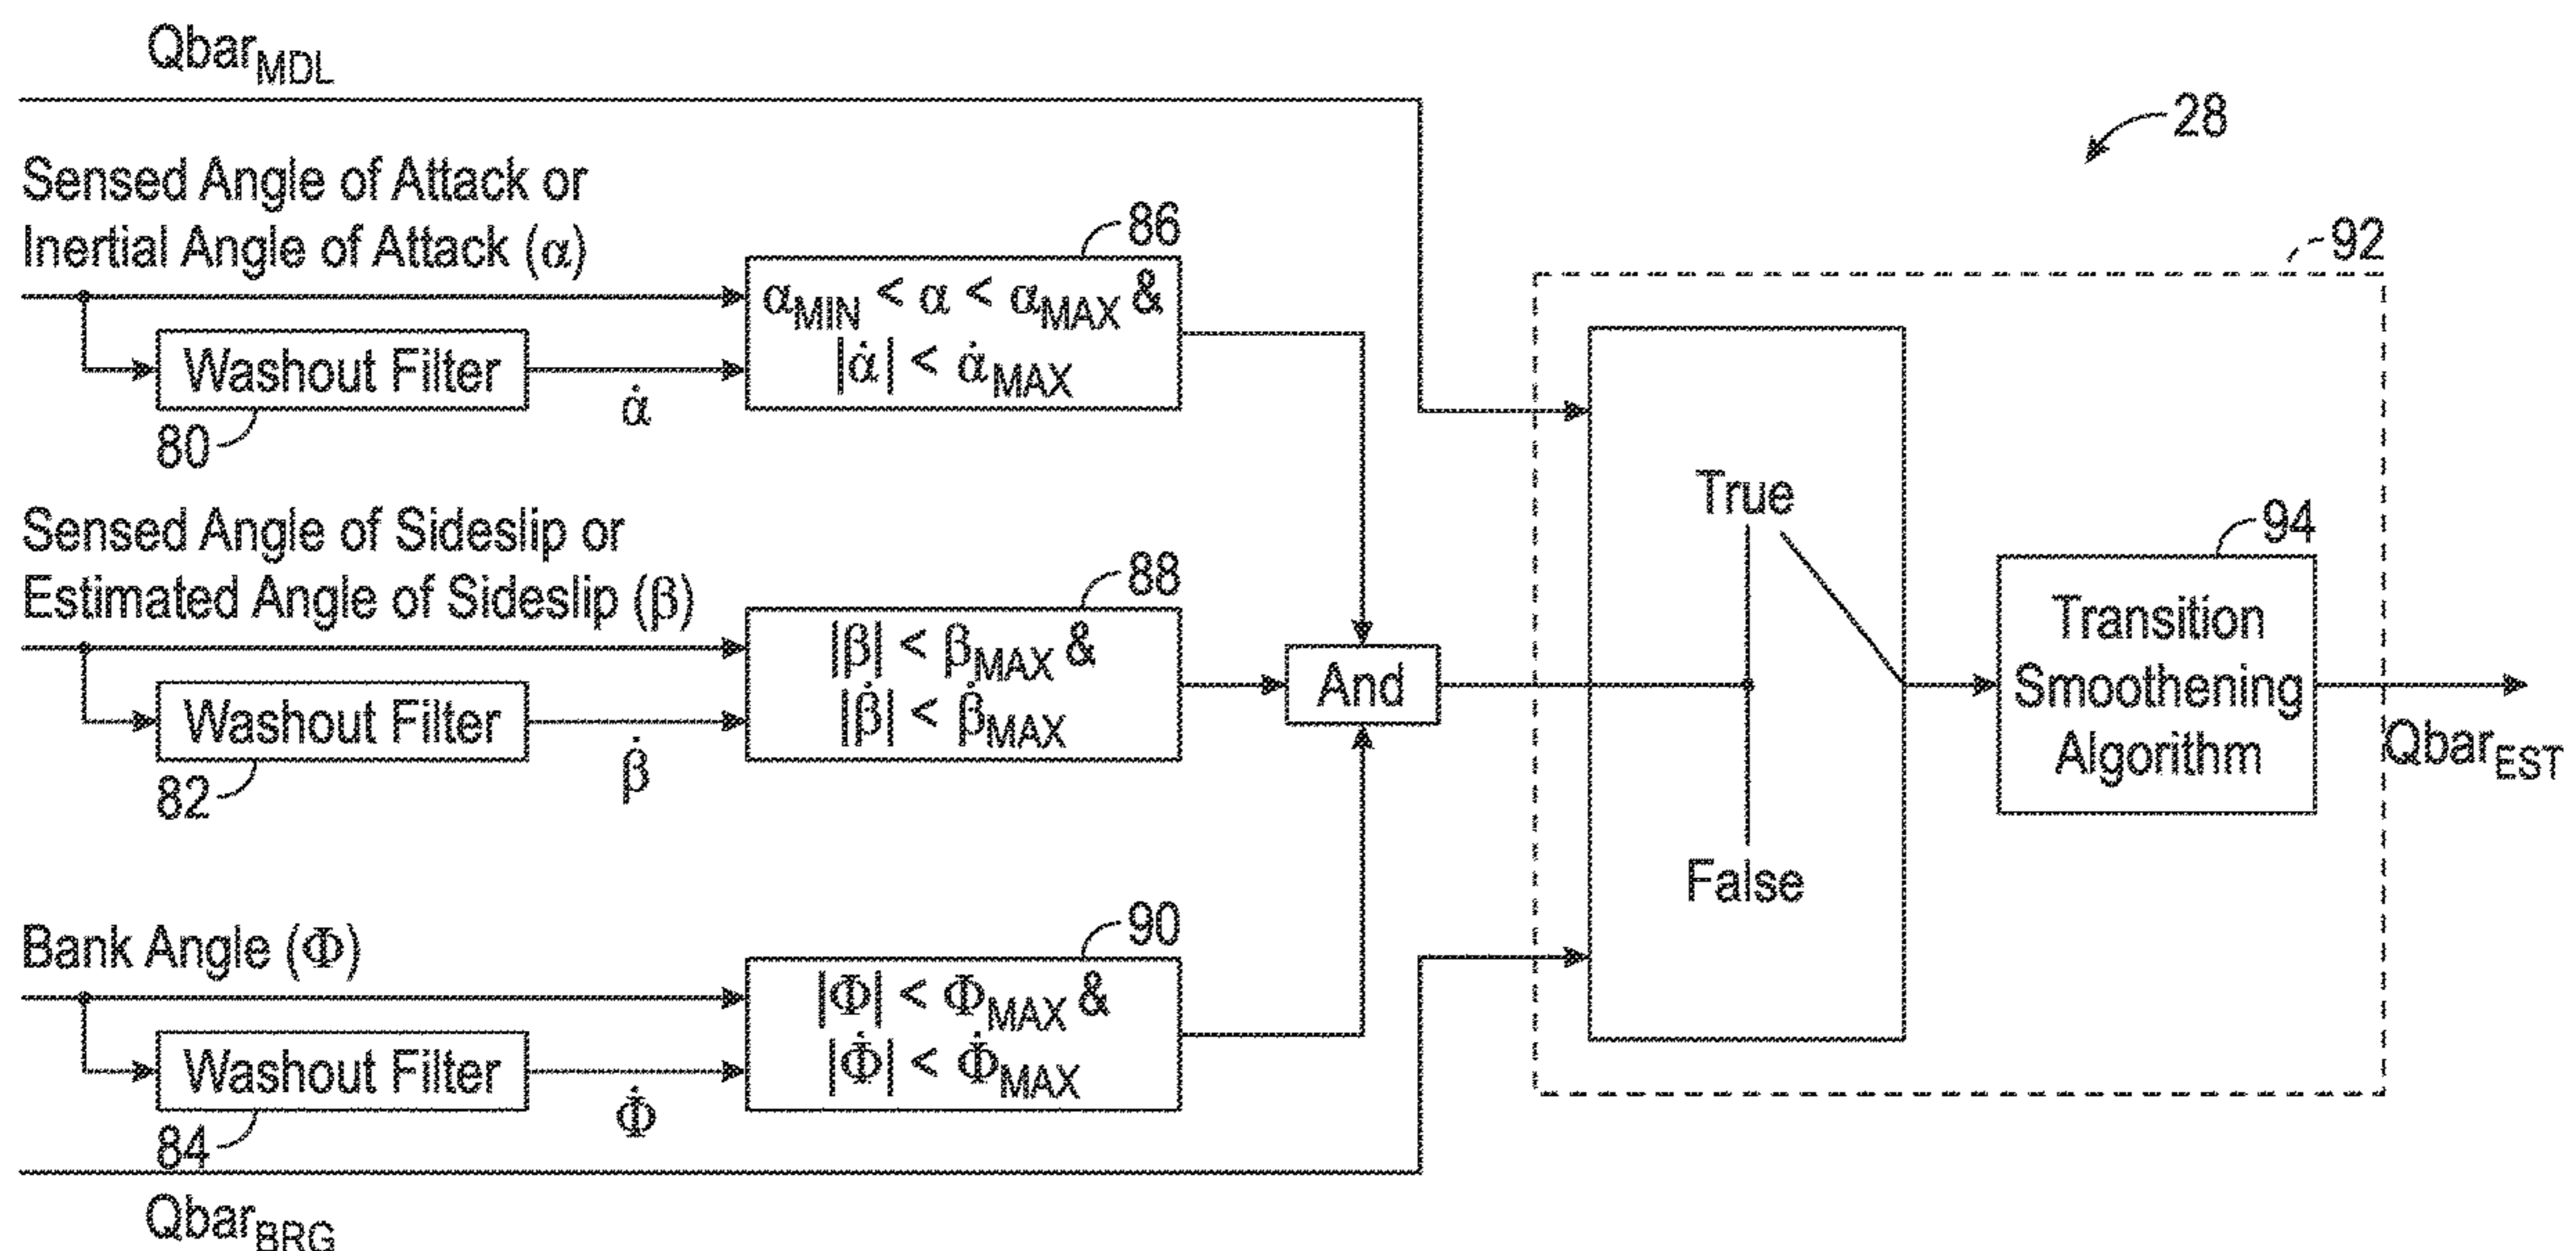 Qbar_MDL
28
Sensed Angle of Attack or
Inertial Angle of Attack (α)
86
92
α_MIN < α < α_MAX &
|α̇| < α̇_MAX
Washout Filter
α̇
80
True
94
Sensed Angle of Sideslip or
Estimated Angle of Sideslip (β)
88
|β| < β_MAX &
|β̇| < β̇_MAX
And
Transition
Smoothening
Algorithm
Washout Filter
β̇
82
Qbar_EST
False
Bank Angle (Φ)
90
|Φ| < Φ_MAX &
|Φ̇| < Φ̇_MAX
Washout Filter
Φ̇
84
Qbar_BRG